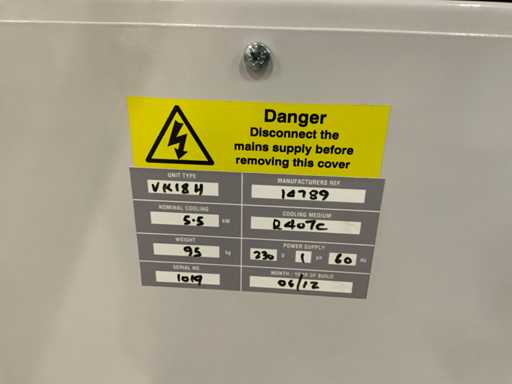 Danger
Disconnect the
mains supply before
removing this cover
UNIT TYPE
VK18H
MANUFACTURERS REF
14789
NOMINAL COOLING
5.5 kW
COOLING MEDIUM
R407C
WEIGHT
95 kg
POWER SUPPLY
230 V 1 PH 60 Hz
SERIAL NO.
1019
MONTH / YEAR OF BUILD
06/12